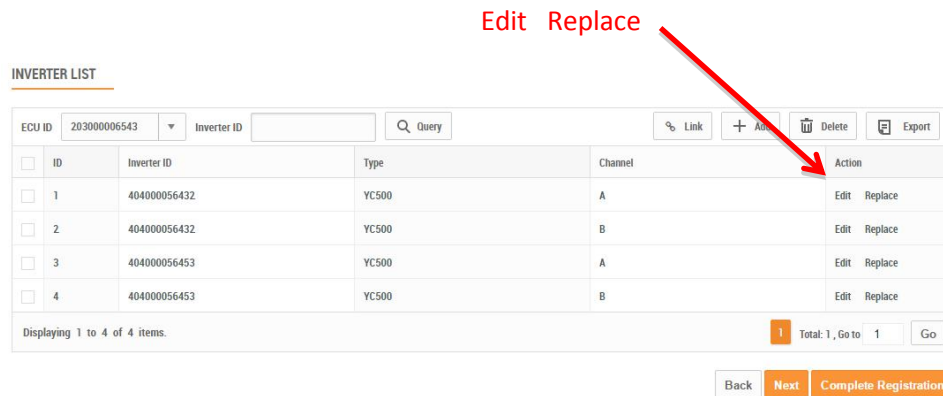 Edit Replace
INVERTER LIST
ECU ID 203000006543 Inverter ID Query Link Add Delete Export
ID Inverter ID Type Channel Action
1 404000056432 YC500 A Edit Replace
2 404000056432 YC500 B Edit Replace
3 404000056453 YC500 A Edit Replace
4 404000056453 YC500 B Edit Replace
Displaying 1 to 4 of 4 items. 1 Total: 1 , Go to 1 Go
Back Next Complete Registration